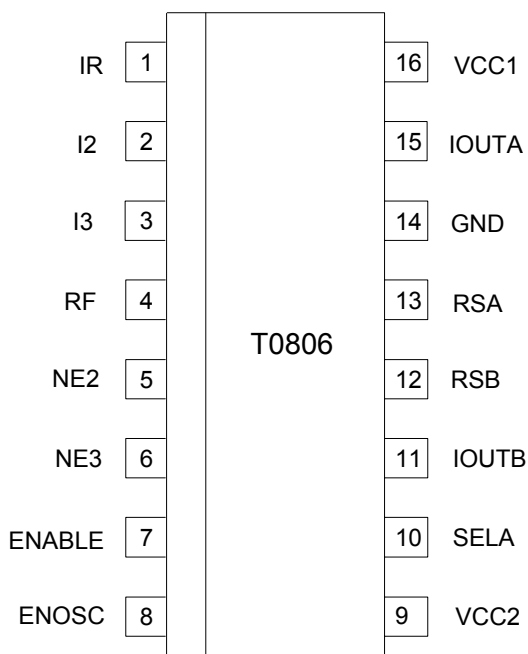 IR 1 16 VCC1
I2 2 15 IOUTA
I3 3 14 GND
RF 4 13 RSA
T0806
NE2 5 12 RSB
NE3 6 11 IOUTB
ENABLE 7 10 SELA
ENOSC 8 9 VCC2